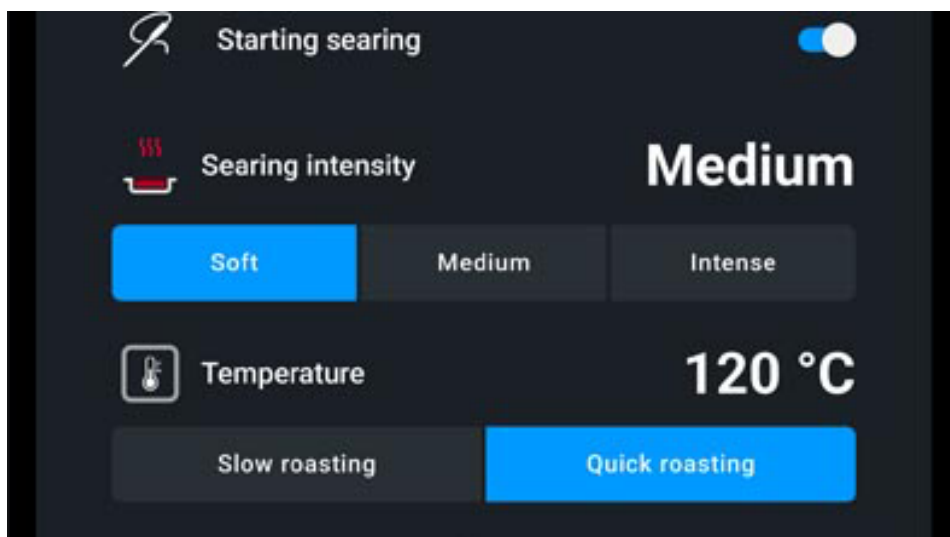 Starting searing
Searing intensity Medium
Soft Medium Intense
Temperature 120 °C
Slow roasting Quick roasting